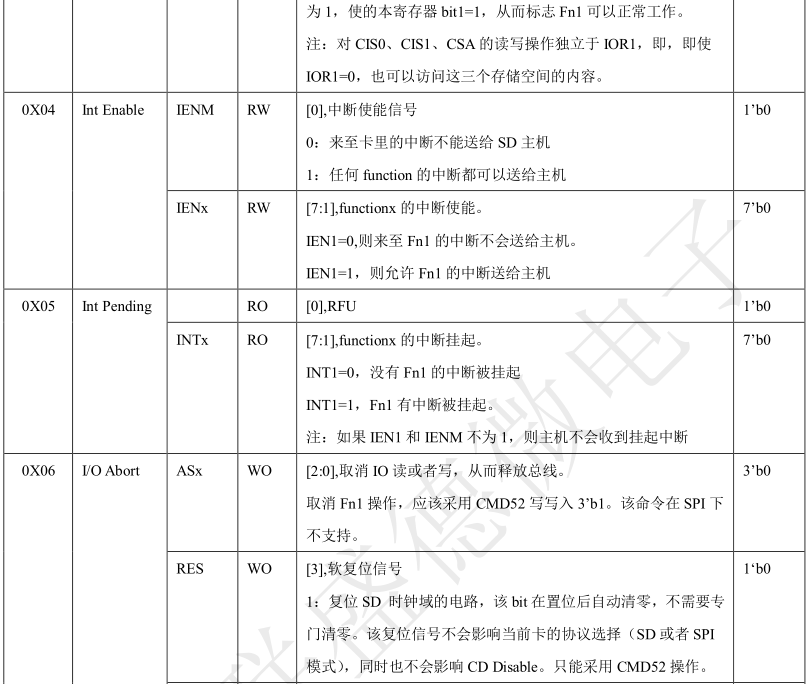 为 1，使的本寄存器 bit1=1，从而标志 Fn1 可以正常工作。
注：对 CIS0、CIS1、CSA 的读写操作独立于 IOR1，即，即使
IOR1=0，也可以访问这三个存储空间的内容。
0X04 Int Enable IENM RW [0],中断使能信号 1’b0
0：来至卡里的中断不能送给 SD 主机
1：任何 function 的中断都可以送给主机
IENx RW [7:1],functionx 的中断使能。 7’b0
IEN1=0,则来至 Fn1 的中断不会送给主机。
IEN1=1，则允许 Fn1 的中断送给主机
0X05 Int Pending RO [0],RFU 1’b0
INTx RO [7:1],functionx 的中断挂起。 7’b0
INT1=0，没有 Fn1 的中断被挂起
INT1=1，Fn1 有中断被挂起。
注：如果 IEN1 和 IENM 不为 1，则主机不会收到挂起中断
0X06 I/O Abort ASx WO [2:0],取消 IO 读或者写，从而释放总线。 3’b0
取消 Fn1 操作，应该采用 CMD52 写写入 3’b1。该命令在 SPI 下
不支持。
RES WO [3],软复位信号 1‘b0
1：复位 SD 时钟域的电路，该 bit 在置位后自动清零，不需要专
门清零。该复位信号不会影响当前卡的协议选择（SD 或者 SPI
模式），同时也不会影响 CD Disable。只能采用 CMD52 操作。
联盛德微电子